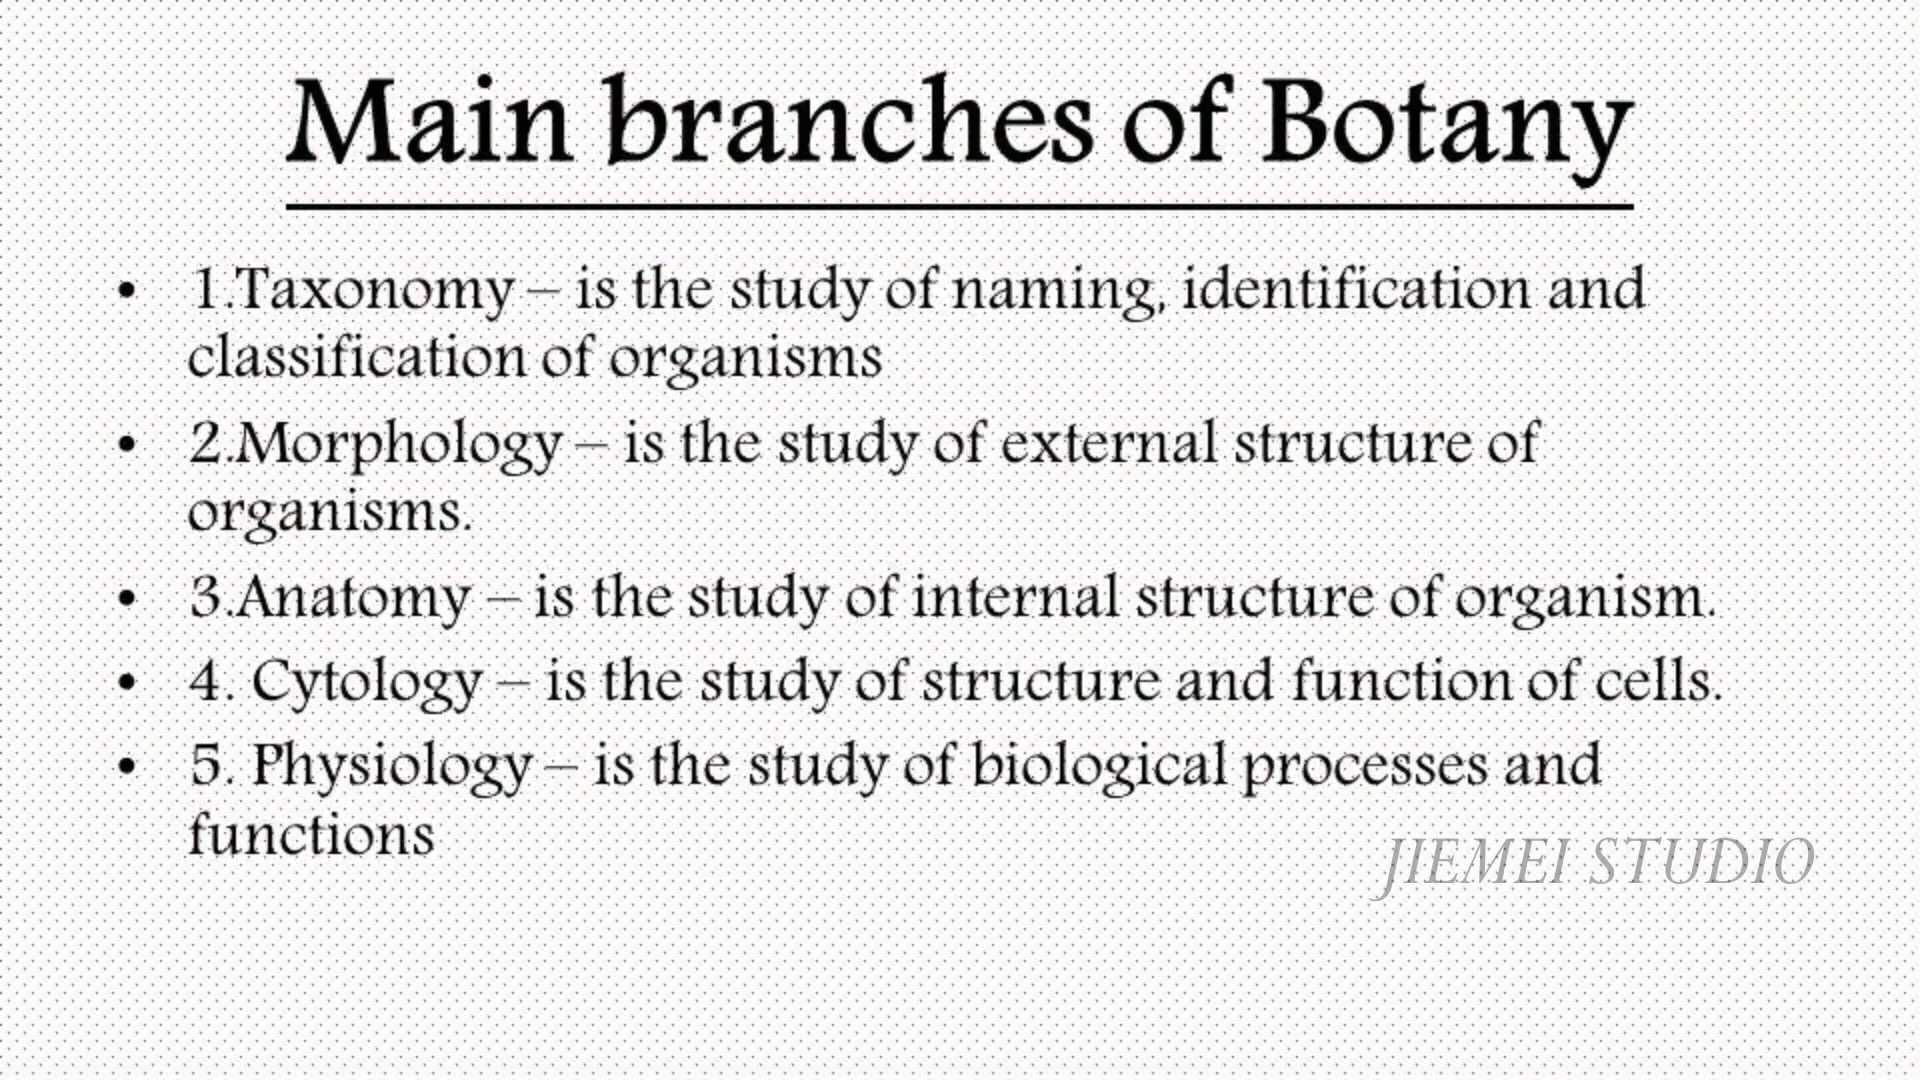 Main branches of Botany
• 1.Taxonomy – is the study of naming, identification and
classification of organisms
• 2.Morphology – is the study of external structure of
organisms.
• 3.Anatomy – is the study of internal structure of organism.
• 4. Cytology – is the study of structure and function of cells.
• 5. Physiology – is the study of biological processes and
functions
JIEMEI STUDIO